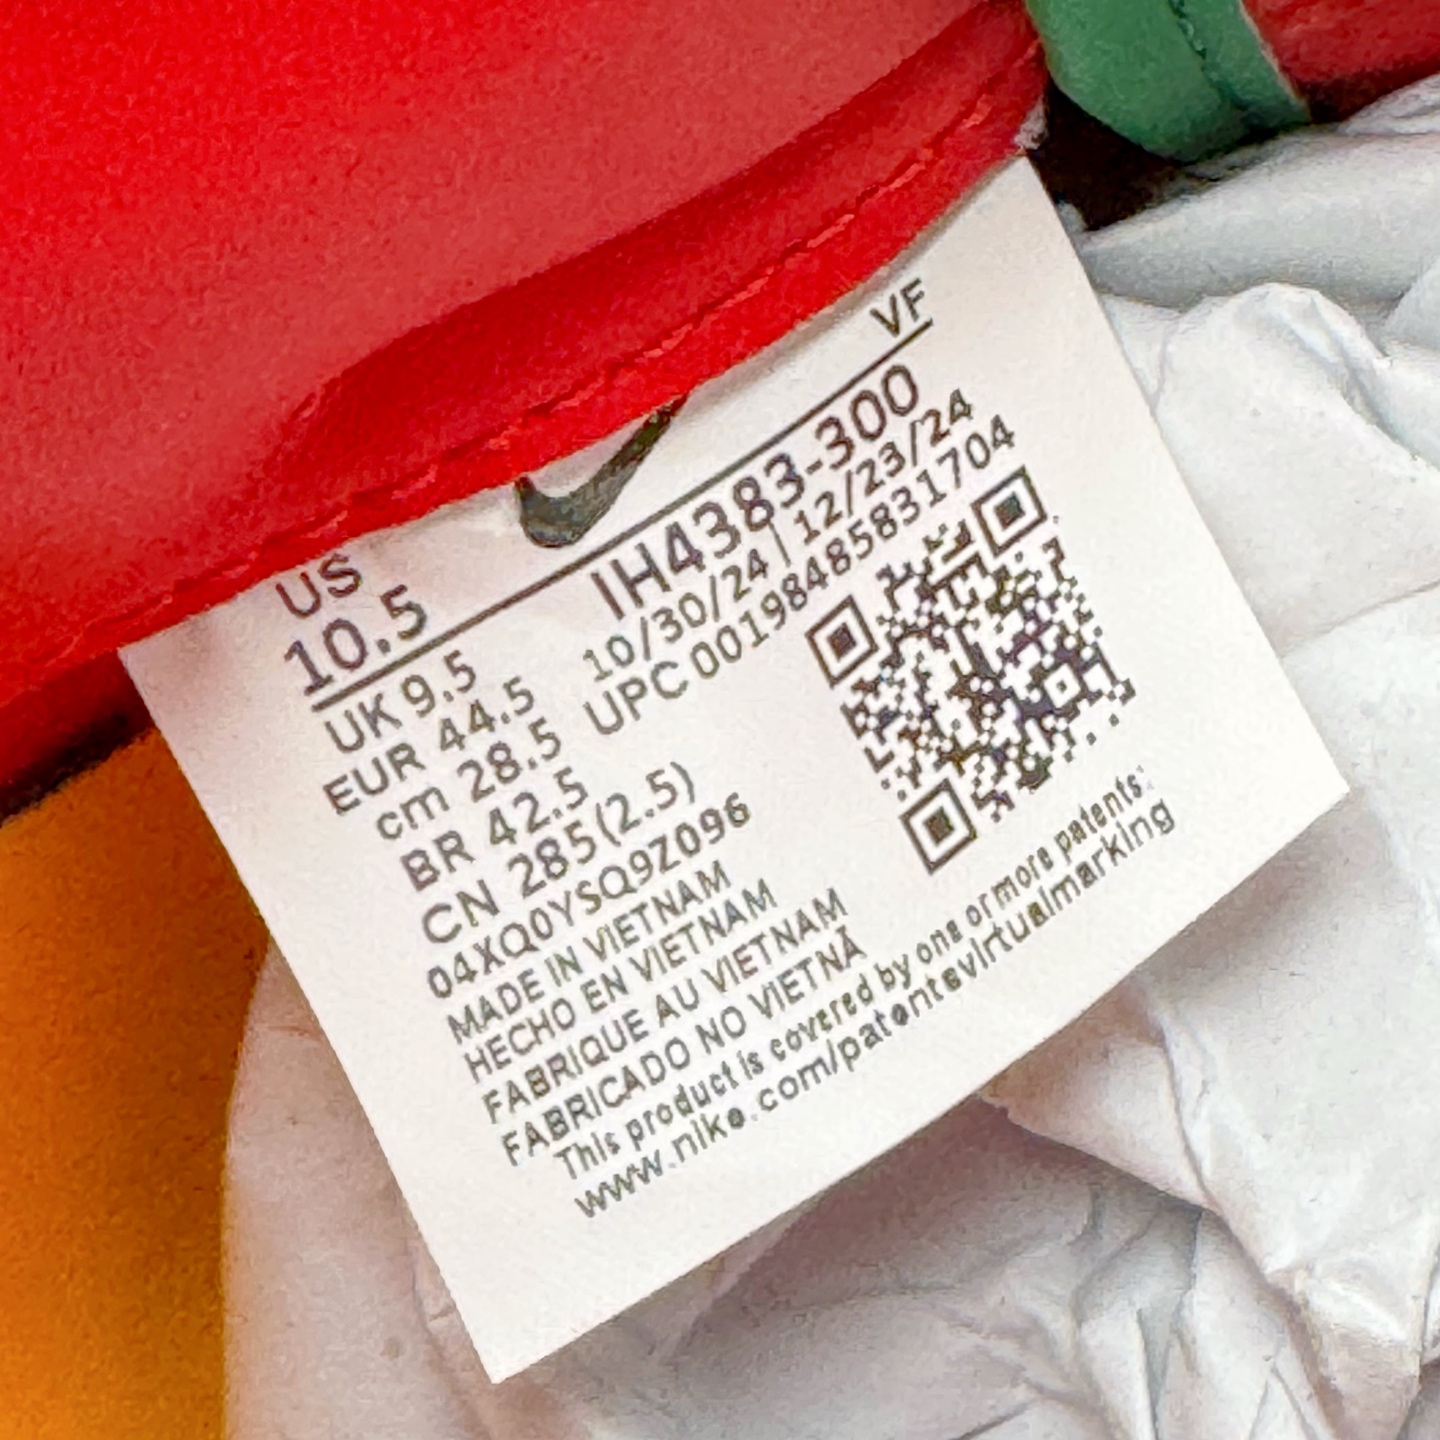 VF
US
10.5
IH4383-300
10/30/24 | 12/23/24
UPC 00198485831704
UK 9.5
EUR 44.5
cm 28.5
BR 42.5
CN 285(2.5)
04XQ0YSQ9Z096
MADE IN VIETNAM
HECHO EN VIETNAM
FABRIQUE AU VIETNAM
FABRICADO NO VIETNÃ
This product is covered by one or more patents:
www.nike.com/patentsvirtualmarking